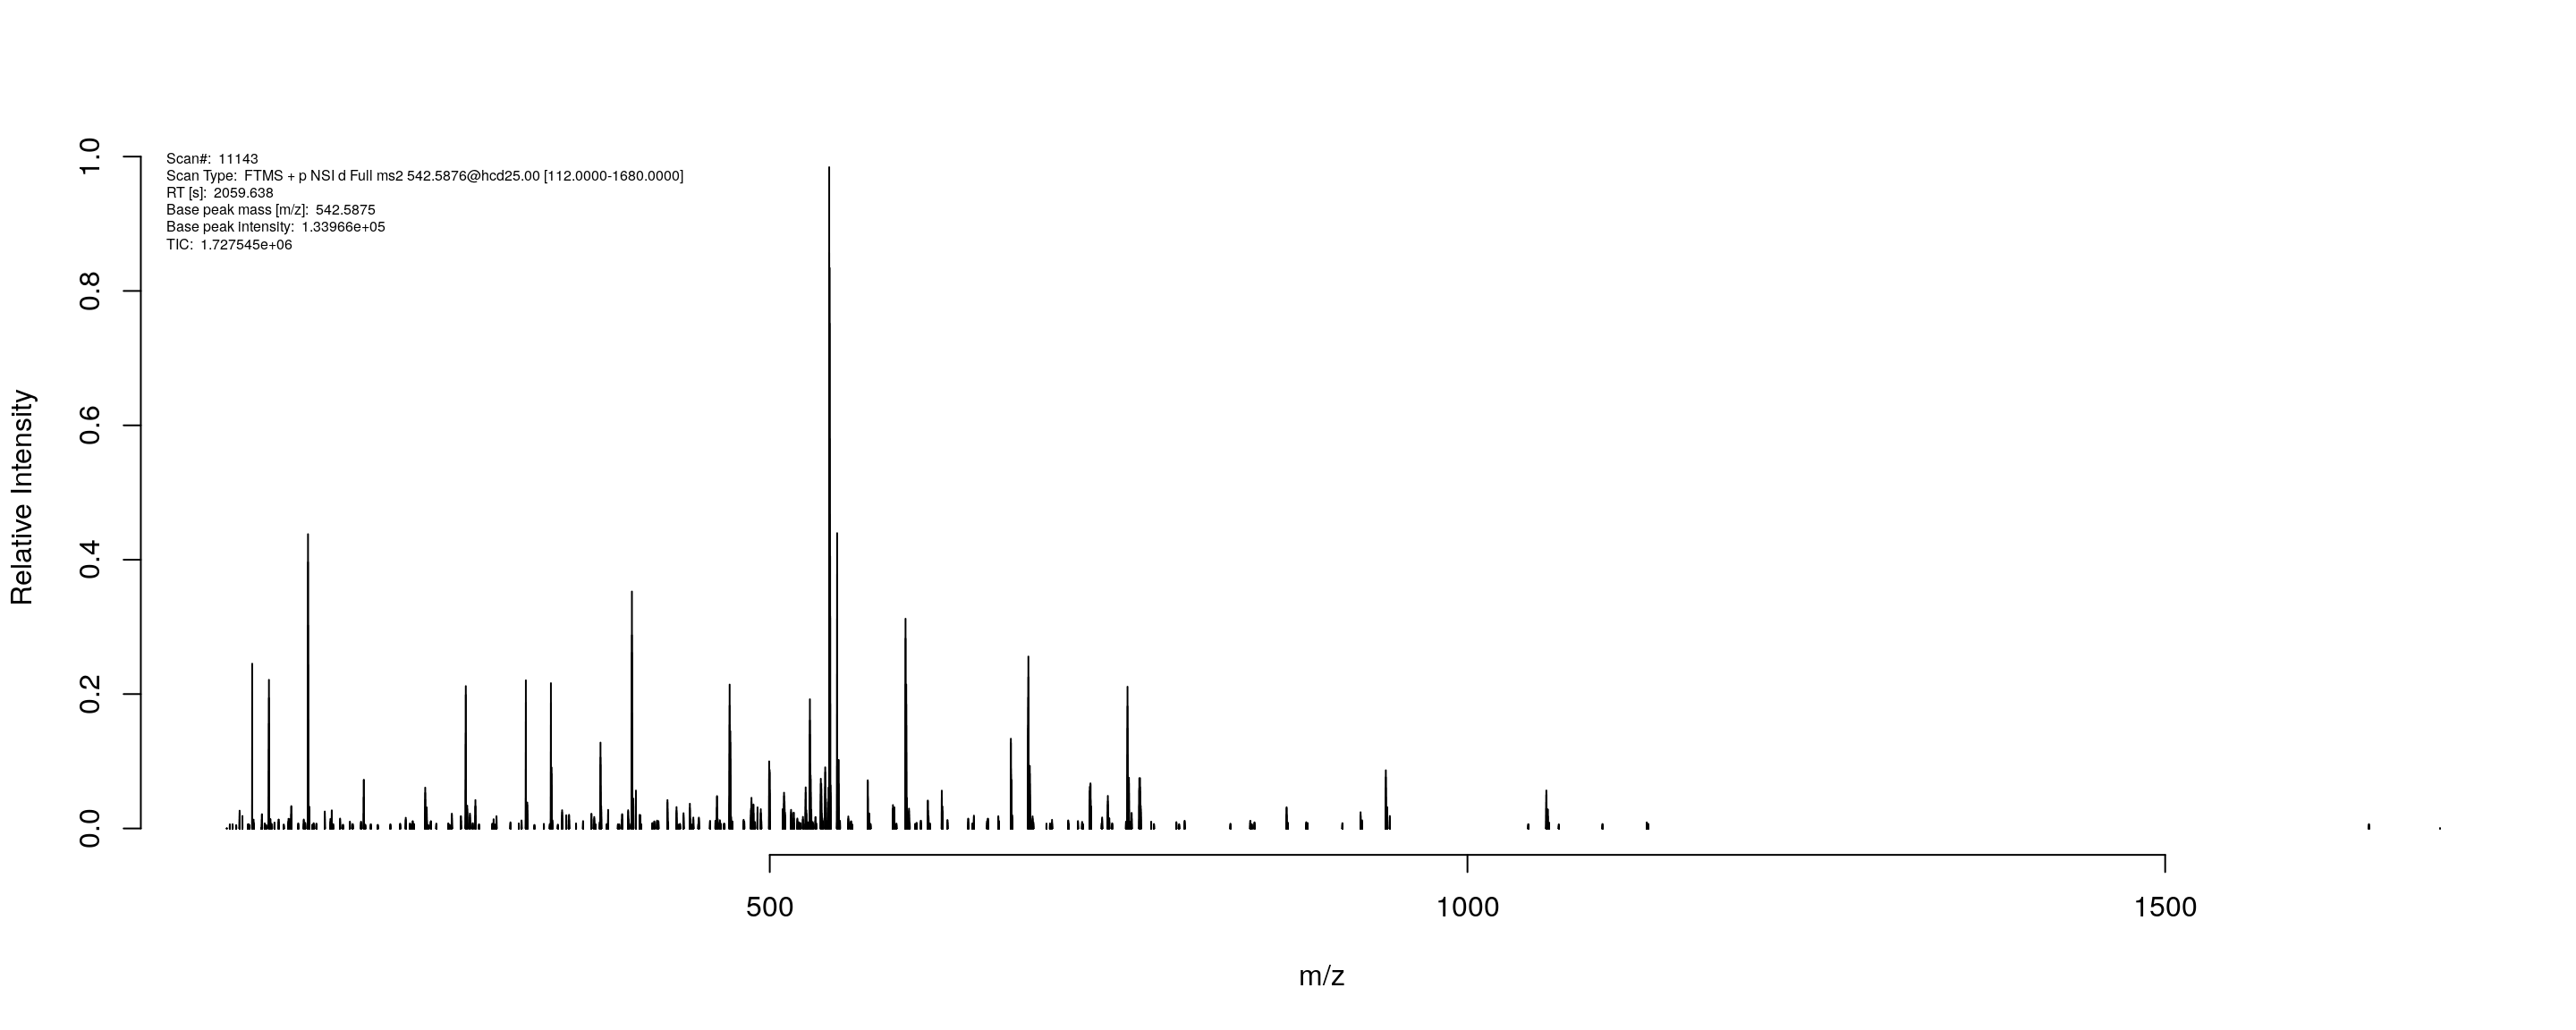 Scan#: 11143
Scan Type: FTMS + p NSI d Full ms2 542.5876@hcd25.00 [112.0000-1680.0000]
RT [s]: 2059.638
Base peak mass [m/z]: 542.5875
Base peak intensity: 1.33966e+05
TIC: 1.727545e+06
1.0
0.8
0.6
0.4
0.2
0.0
Relative Intensity
500 1000 1500
m/z